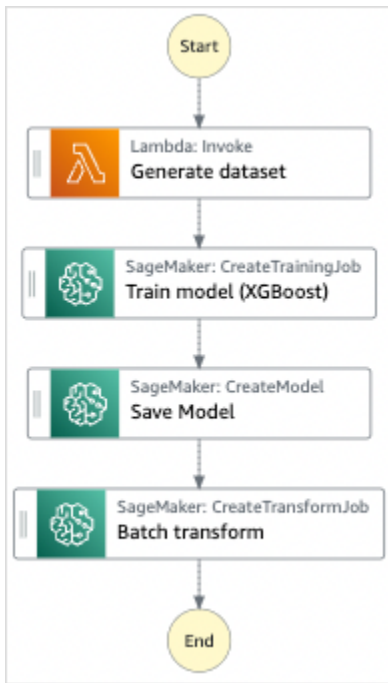 Start
Lambda: Invoke
Generate dataset
SageMaker: CreateTrainingJob
Train model (XGBoost)
SageMaker: CreateModel
Save Model
SageMaker: CreateTransformJob
Batch transform
End